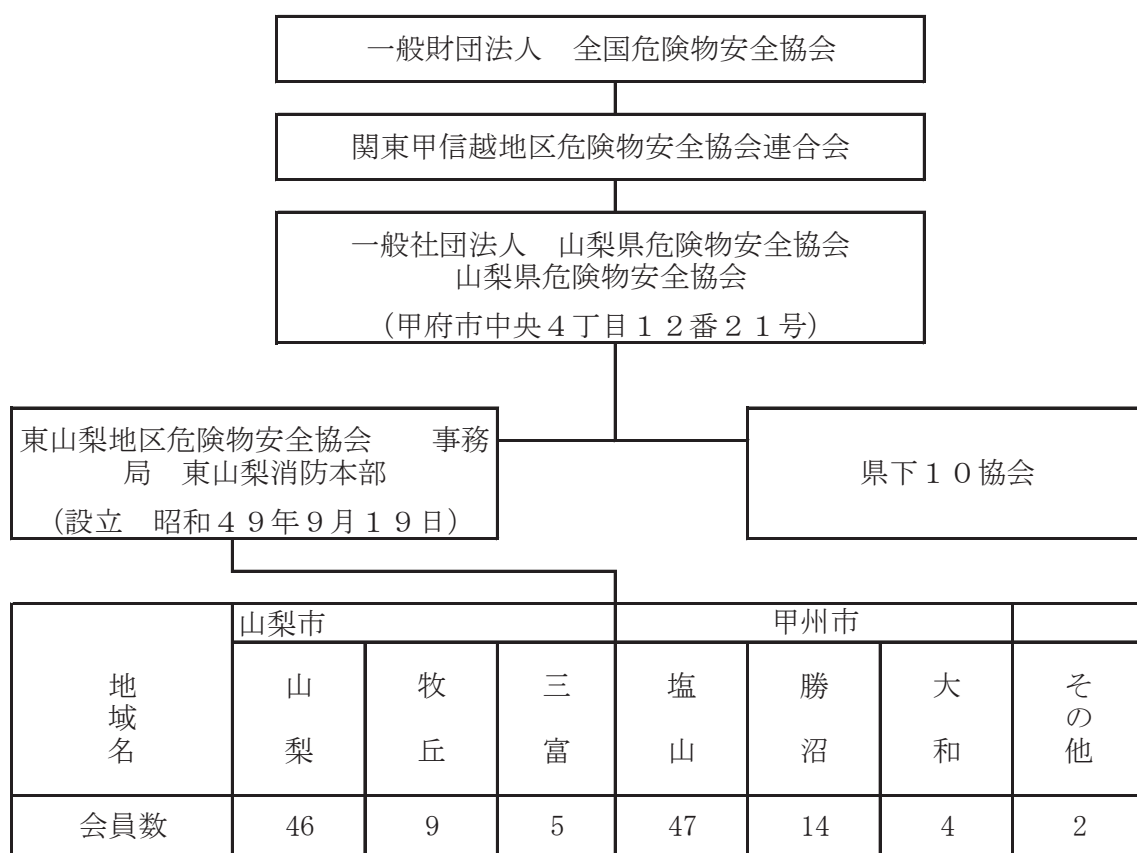 一般財団法人　全国危険物安全協会
関東甲信越地区危険物安全協会連合会
一般社団法人　山梨県危険物安全協会
山梨県危険物安全協会
（甲府市中央４丁目１２番２１号）
東山梨地区危険物安全協会　　事務
局　東山梨消防本部
（設立　昭和４９年９月１９日）
県下１０協会
山梨市　甲州市
地域名　山梨　牧丘　三富　塩山　勝沼　大和　その他
会員数　46　9　5　47　14　4　2